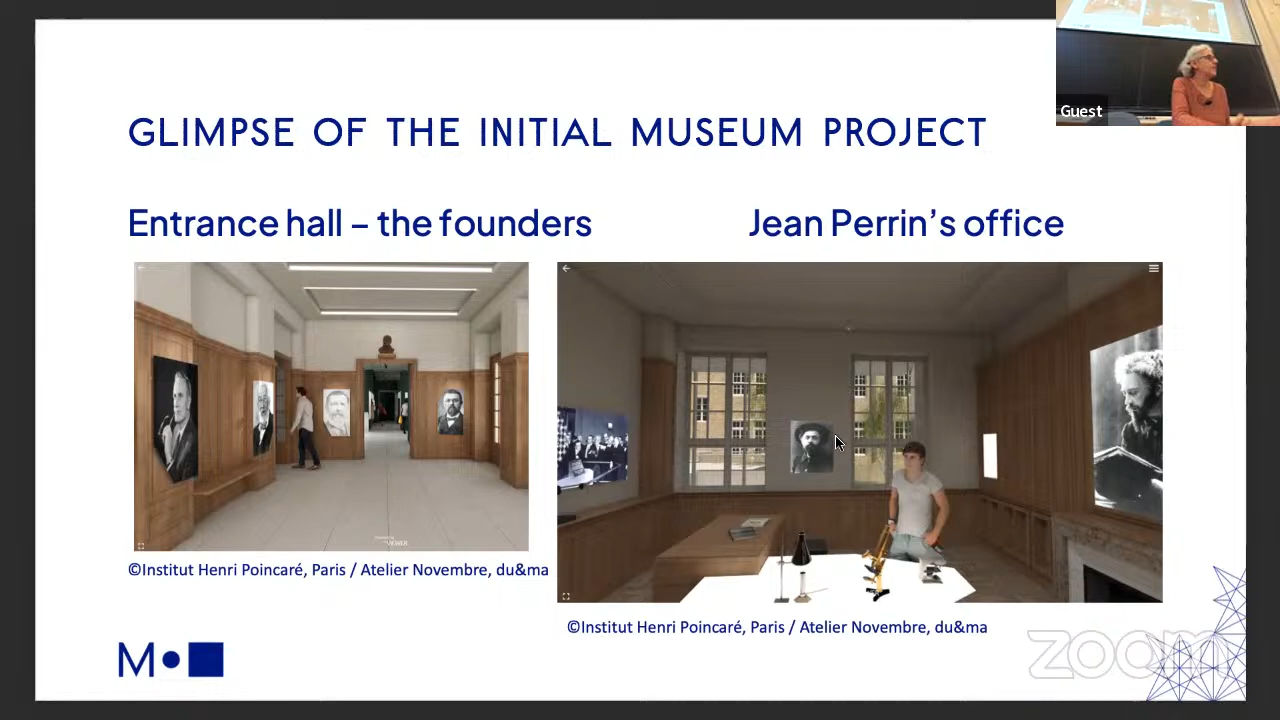 Guest
GLIMPSE OF THE INITIAL MUSEUM PROJECT
Entrance hall – the founders
Jean Perrin’s office
VIEWER
©Institut Henri Poincaré, Paris / Atelier Novembre, du&ma
©Institut Henri Poincaré, Paris / Atelier Novembre, du&ma
M
zoom